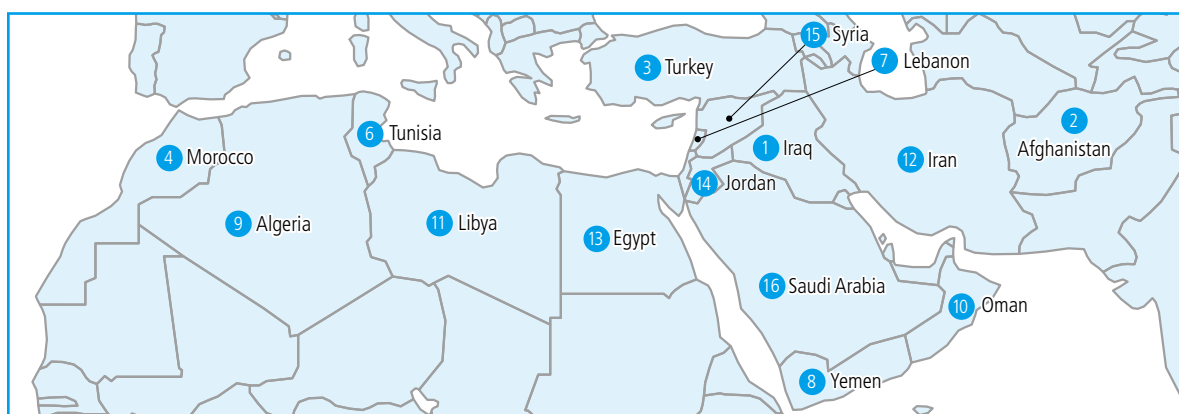 15 Syria
7 Lebanon
3 Turkey
2
Afghanistan
6 Tunisia
1 Iraq
4 Morocco
12 Iran
14 Jordan
9 Algeria
11 Libya
13 Egypt
16 Saudi Arabia
10 Oman
8 Yemen